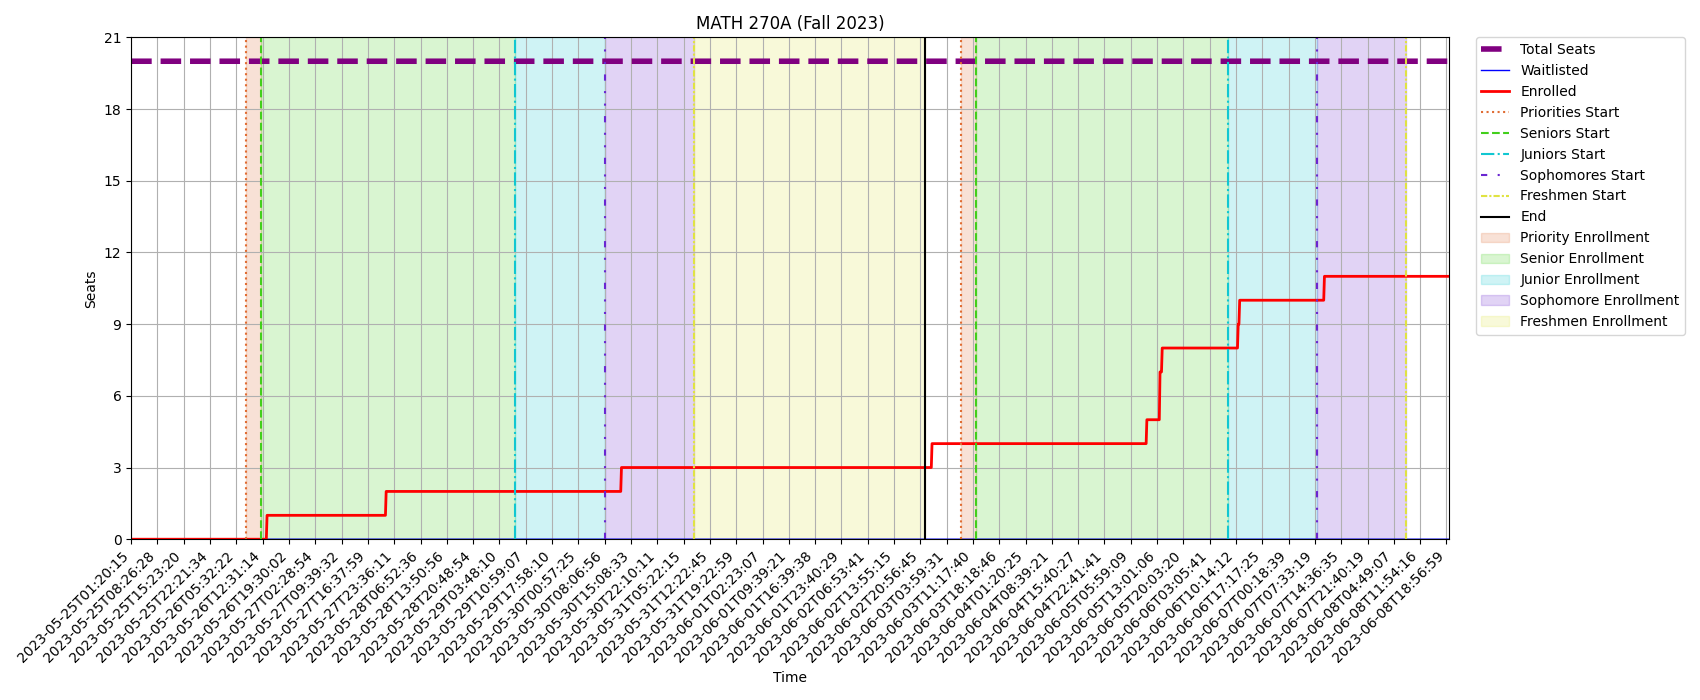 MATH 270A (Fall 2023)
21
18
15
12
9
6
3
0
Seats
2023-05-25T01:20:15
2023-05-25T08:26:28
2023-05-25T15:23:20
2023-05-25T22:21:34
2023-05-26T05:32:22
2023-05-26T12:31:14
2023-05-26T19:30:02
2023-05-27T02:28:54
2023-05-27T09:39:32
2023-05-27T16:37:59
2023-05-27T23:36:11
2023-05-28T06:52:36
2023-05-28T13:50:56
2023-05-28T20:48:54
2023-05-29T03:48:10
2023-05-29T10:59:07
2023-05-29T17:58:10
2023-05-30T00:57:25
2023-05-30T08:06:56
2023-05-30T15:08:33
2023-05-30T22:10:11
2023-05-31T05:22:15
2023-05-31T12:22:45
2023-05-31T19:22:59
2023-06-01T02:23:07
2023-06-01T09:39:21
2023-06-01T16:39:38
2023-06-01T23:40:29
2023-06-02T06:53:41
2023-06-02T13:55:15
2023-06-02T20:56:45
2023-06-03T03:59:31
2023-06-03T11:17:40
2023-06-03T18:18:46
2023-06-04T01:20:25
2023-06-04T08:39:21
2023-06-04T15:40:27
2023-06-04T22:41:41
2023-06-05T05:59:09
2023-06-05T13:01:06
2023-06-05T20:03:20
2023-06-06T03:05:41
2023-06-06T10:14:12
2023-06-06T17:17:25
2023-06-07T00:18:39
2023-06-07T07:33:19
2023-06-07T14:36:35
2023-06-07T21:40:19
2023-06-08T04:49:07
2023-06-08T11:54:16
2023-06-08T18:56:59
Time
Total Seats
Waitlisted
Enrolled
Priorities Start
Seniors Start
Juniors Start
Sophomores Start
Freshmen Start
End
Priority Enrollment
Senior Enrollment
Junior Enrollment
Sophomore Enrollment
Freshmen Enrollment